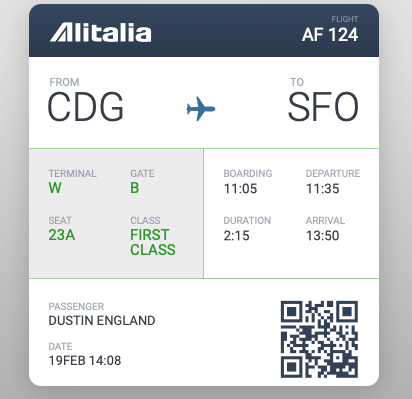 Alitalia
FLIGHT
AF 124
FROM
TO
CDG
SFO
TERMINAL
GATE
W
B
SEAT
CLASS
23A
FIRST
CLASS
BOARDING
DEPARTURE
11:05
11:35
DURATION
ARRIVAL
2:15
13:50
PASSENGER
DUSTIN ENGLAND
DATE
19FEB 14:08